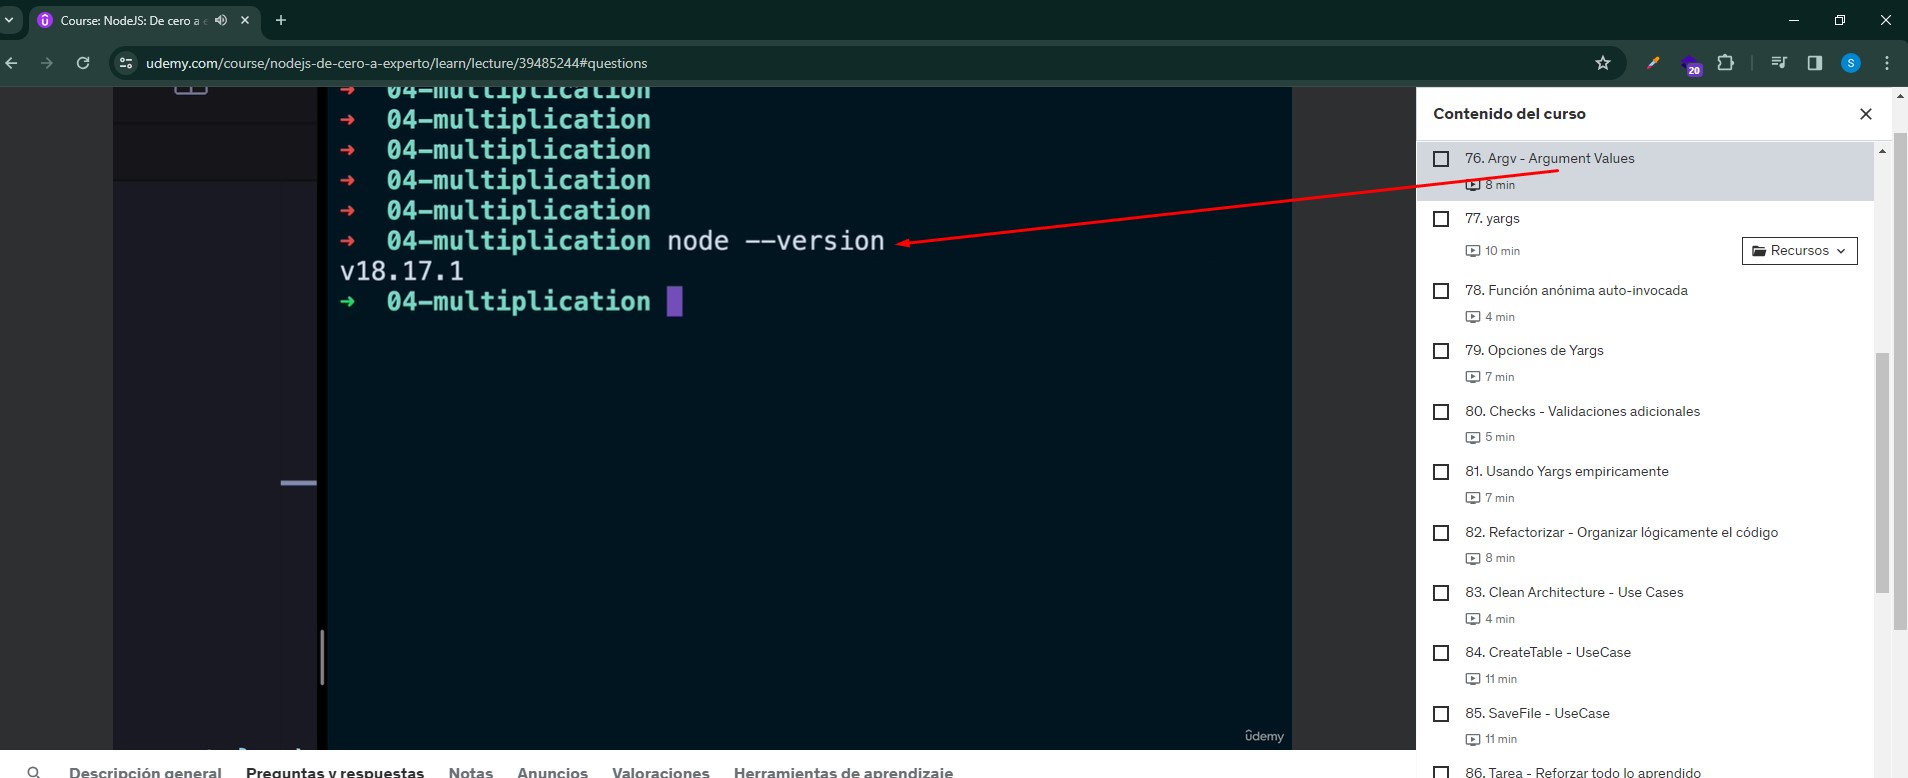 Course: NodeJS: De cero a e
udemy.com/course/nodejs-de-cero-a-experto/learn/lecture/39485244#questions
20
S
➜ 04-multiplication
➜ 04-multiplication
➜ 04-multiplication
➜ 04-multiplication
➜ 04-multiplication
➜ 04-multiplication node --version
v18.17.1
➜ 04-multiplication
ûdemy
Contenido del curso
76. Argv - Argument Values
8 min
77. yargs
10 min
Recursos
78. Función anónima auto-invocada
4 min
79. Opciones de Yargs
7 min
80. Checks - Validaciones adicionales
5 min
81. Usando Yargs empiricamente
7 min
82. Refactorizar - Organizar lógicamente el código
8 min
83. Clean Architecture - Use Cases
4 min
84. CreateTable - UseCase
11 min
85. SaveFile - UseCase
11 min
86. Tarea - Reforzar todo lo aprendido
Descripción general Preguntas y respuestas Notas Anuncios Valoraciones Herramientas de aprendizaje